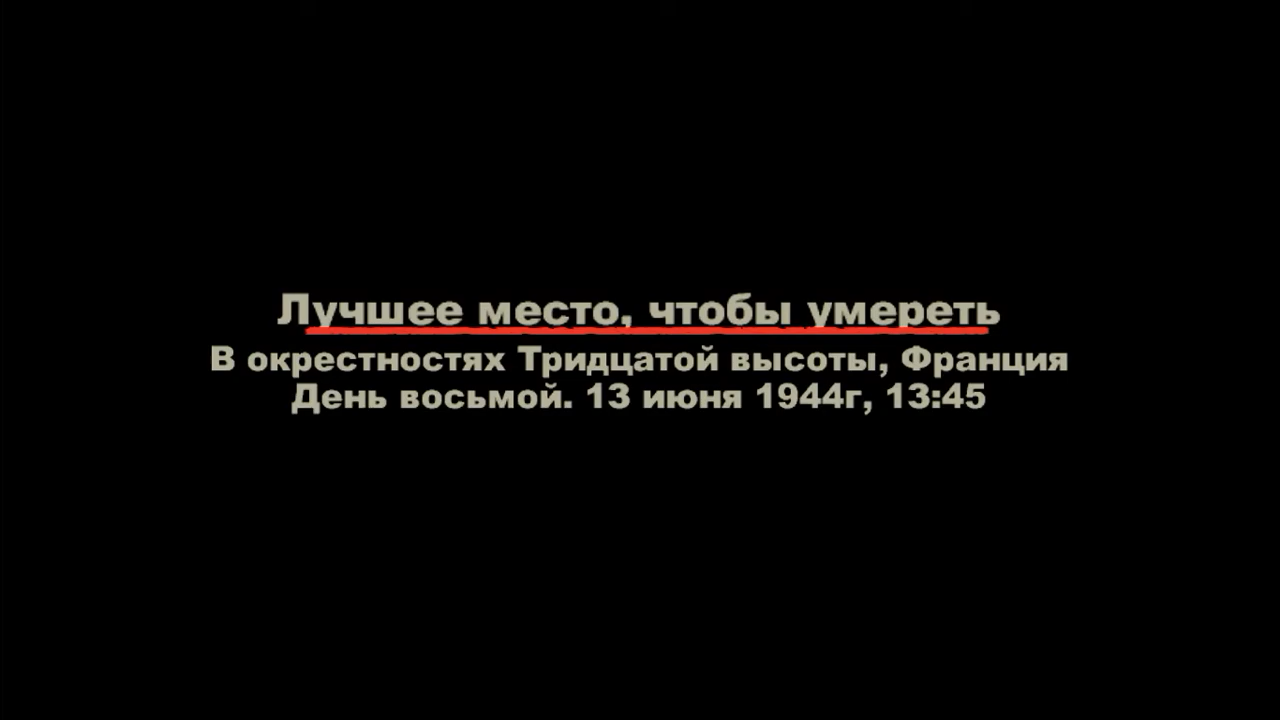 Лучшее место, чтобы умереть
В окрестностях Тридцатой высоты, Франция
День восьмой. 13 июня 1944г, 13:45